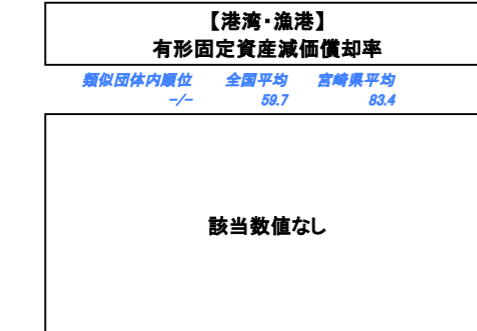 【港湾・漁港】
有形固定資産減価償却率
類似団体内順位 全国平均 宮崎県平均
-/- 59.7 83.4
該当数値なし